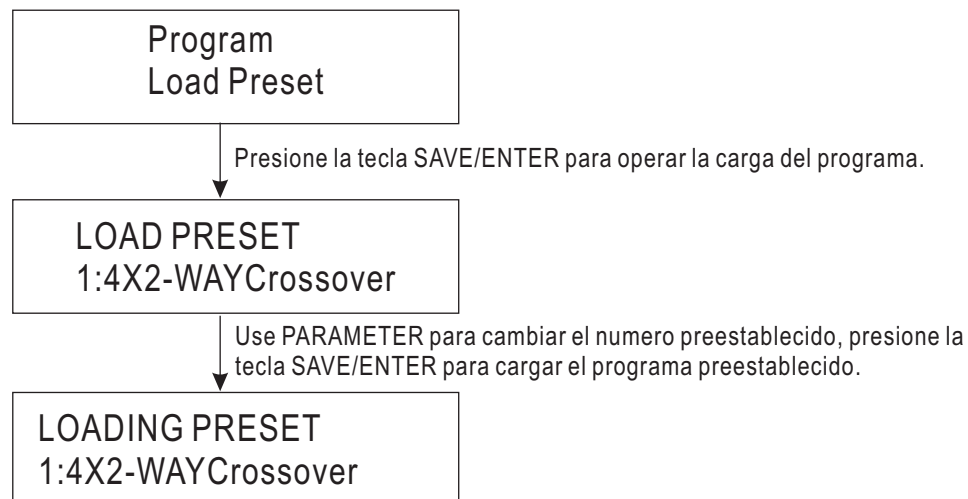 Program
Load Preset
Presione la tecla SAVE/ENTER para operar la carga del programa.
LOAD PRESET
1:4X2-WAYCrossover
Use PARAMETER para cambiar el numero preestablecido, presione la
tecla SAVE/ENTER para cargar el programa preestablecido.
LOADING PRESET
1:4X2-WAYCrossover